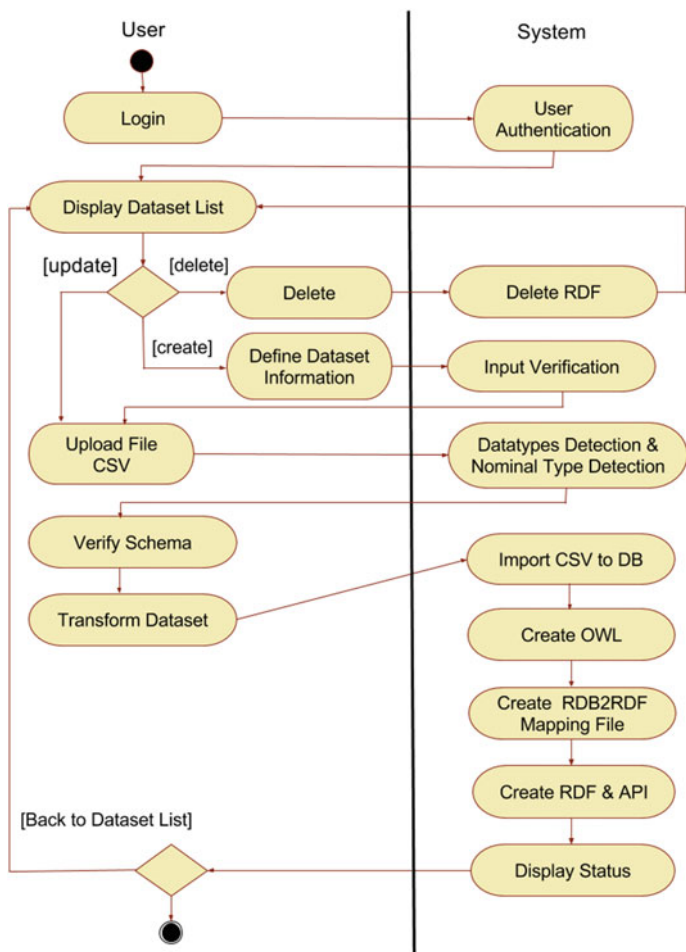 User
System
Login
User
Authentication
Display Dataset List
[update]
[delete]
Delete
Delete RDF
[create]
Define Dataset
Information
Input Verification
Upload File
CSV
Datatypes Detection &
Nominal Type Detection
Verify Schema
Import CSV to DB
Transform Dataset
Create OWL
Create RDB2RDF
Mapping File
Create RDF & API
[Back to Dataset List]
Display Status